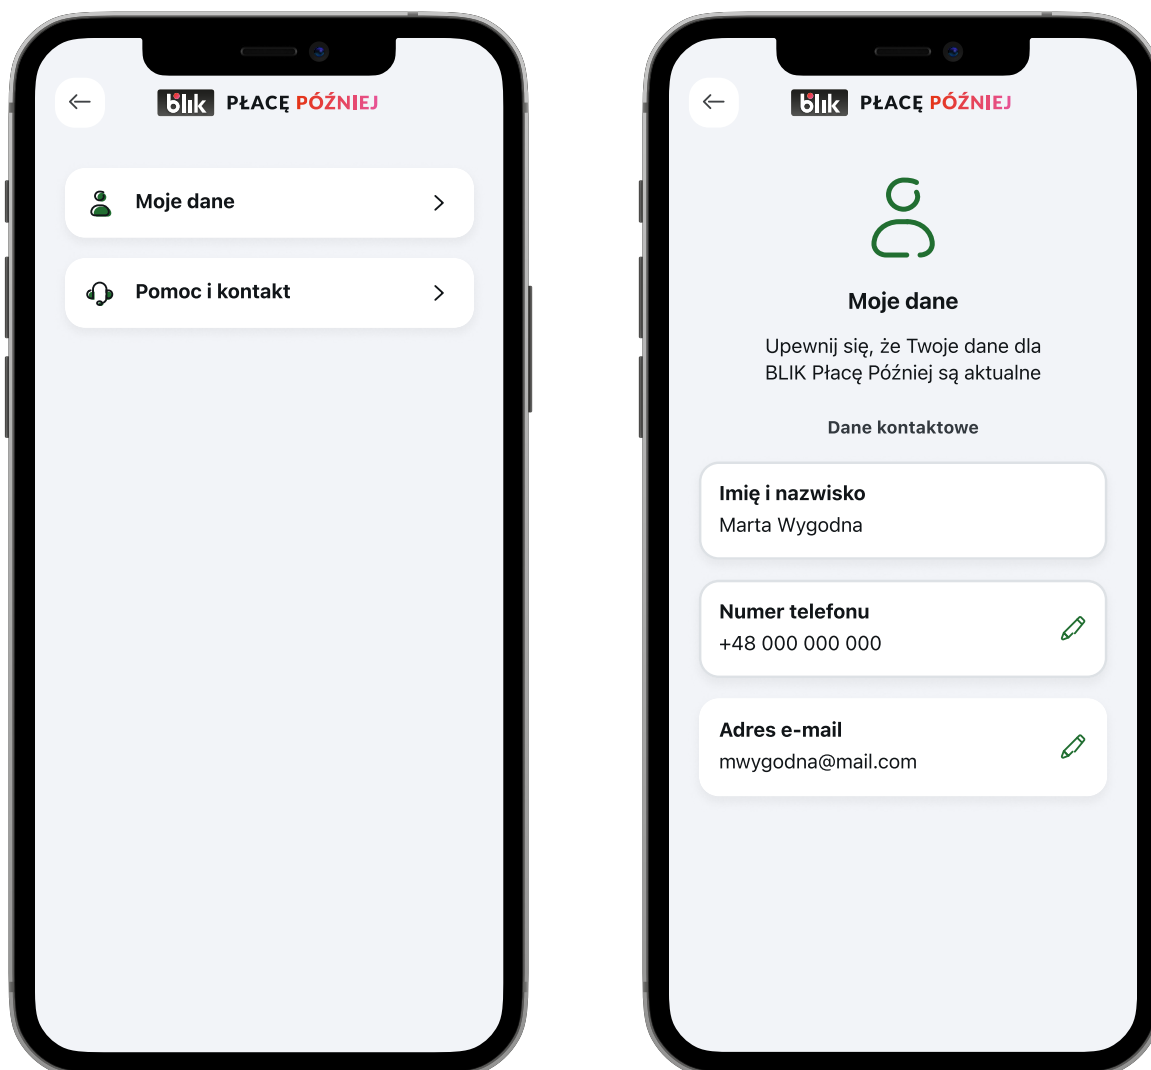 blik PŁACĘ PÓŹNIEJ
Moje dane
Pomoc i kontakt
blik PŁACĘ PÓŹNIEJ
Moje dane
Upewnij się, że Twoje dane dla
BLIK Płacę Później są aktualne
Dane kontaktowe
Imię i nazwisko
Marta Wygodna
Numer telefonu
+48 000 000 000
Adres e-mail
mwygodna@mail.com